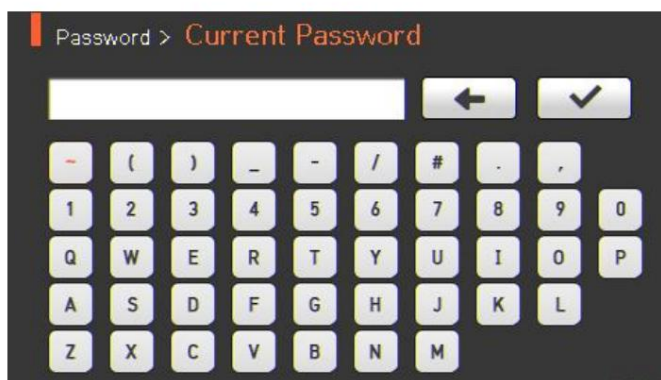 Password > Current Password
~ ( ) _ - / # . ,
1 2 3 4 5 6 7 8 9 0
Q W E R T Y U I O P
A S D F G H J K L
Z X C V B N M